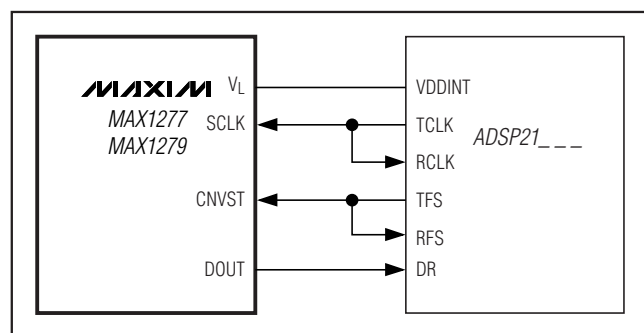 MAXIM
MAX1277
MAX1279
VL
SCLK
CNVST
DOUT
VDDINT
TCLK
RCLK
TFS
RFS
DR
ADSP21_ _ _